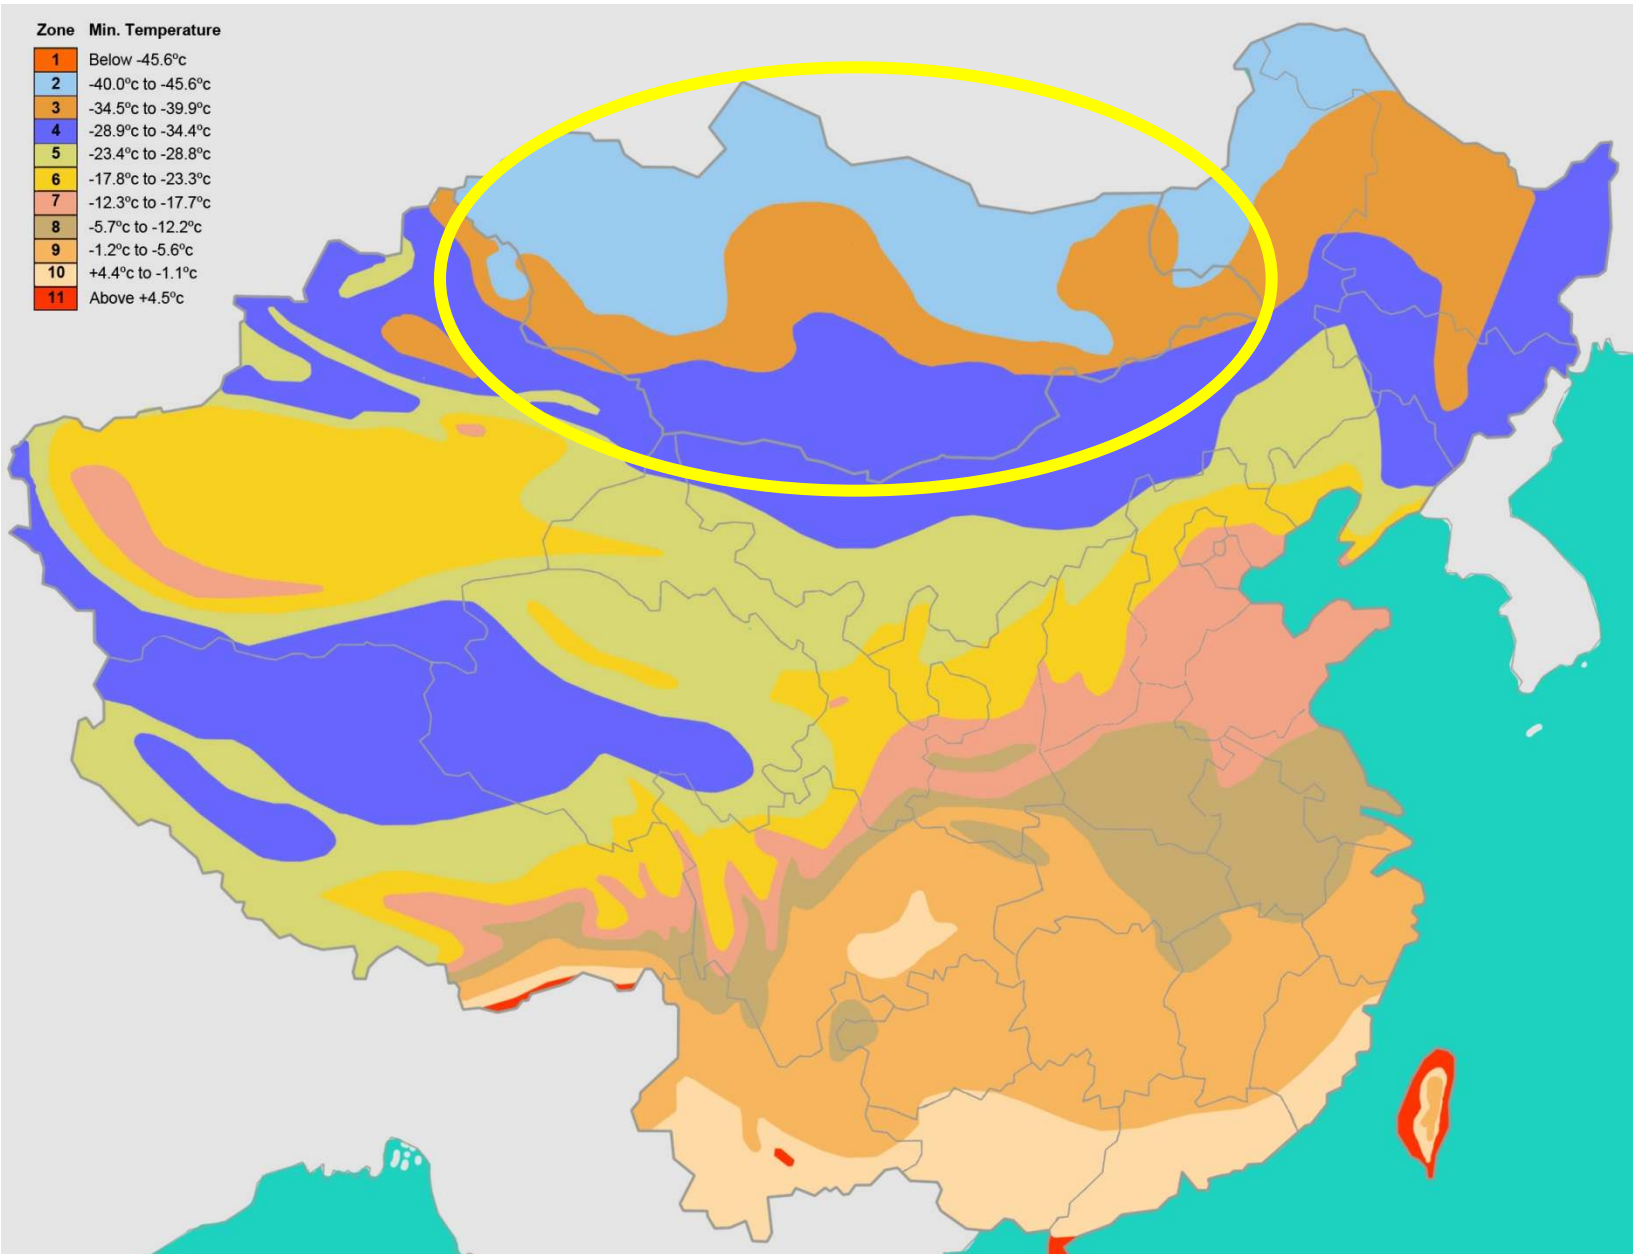 Zone Min. Temperature
1 Below -45.6ºc
2 -40.0ºc to -45.6ºc
3 -34.5ºc to -39.9ºc
4 -28.9ºc to -34.4ºc
5 -23.4ºc to -28.8ºc
6 -17.8ºc to -23.3ºc
7 -12.3ºc to -17.7ºc
8 -5.7ºc to -12.2ºc
9 -1.2ºc to -5.6ºc
10 +4.4ºc to -1.1ºc
11 Above +4.5ºc